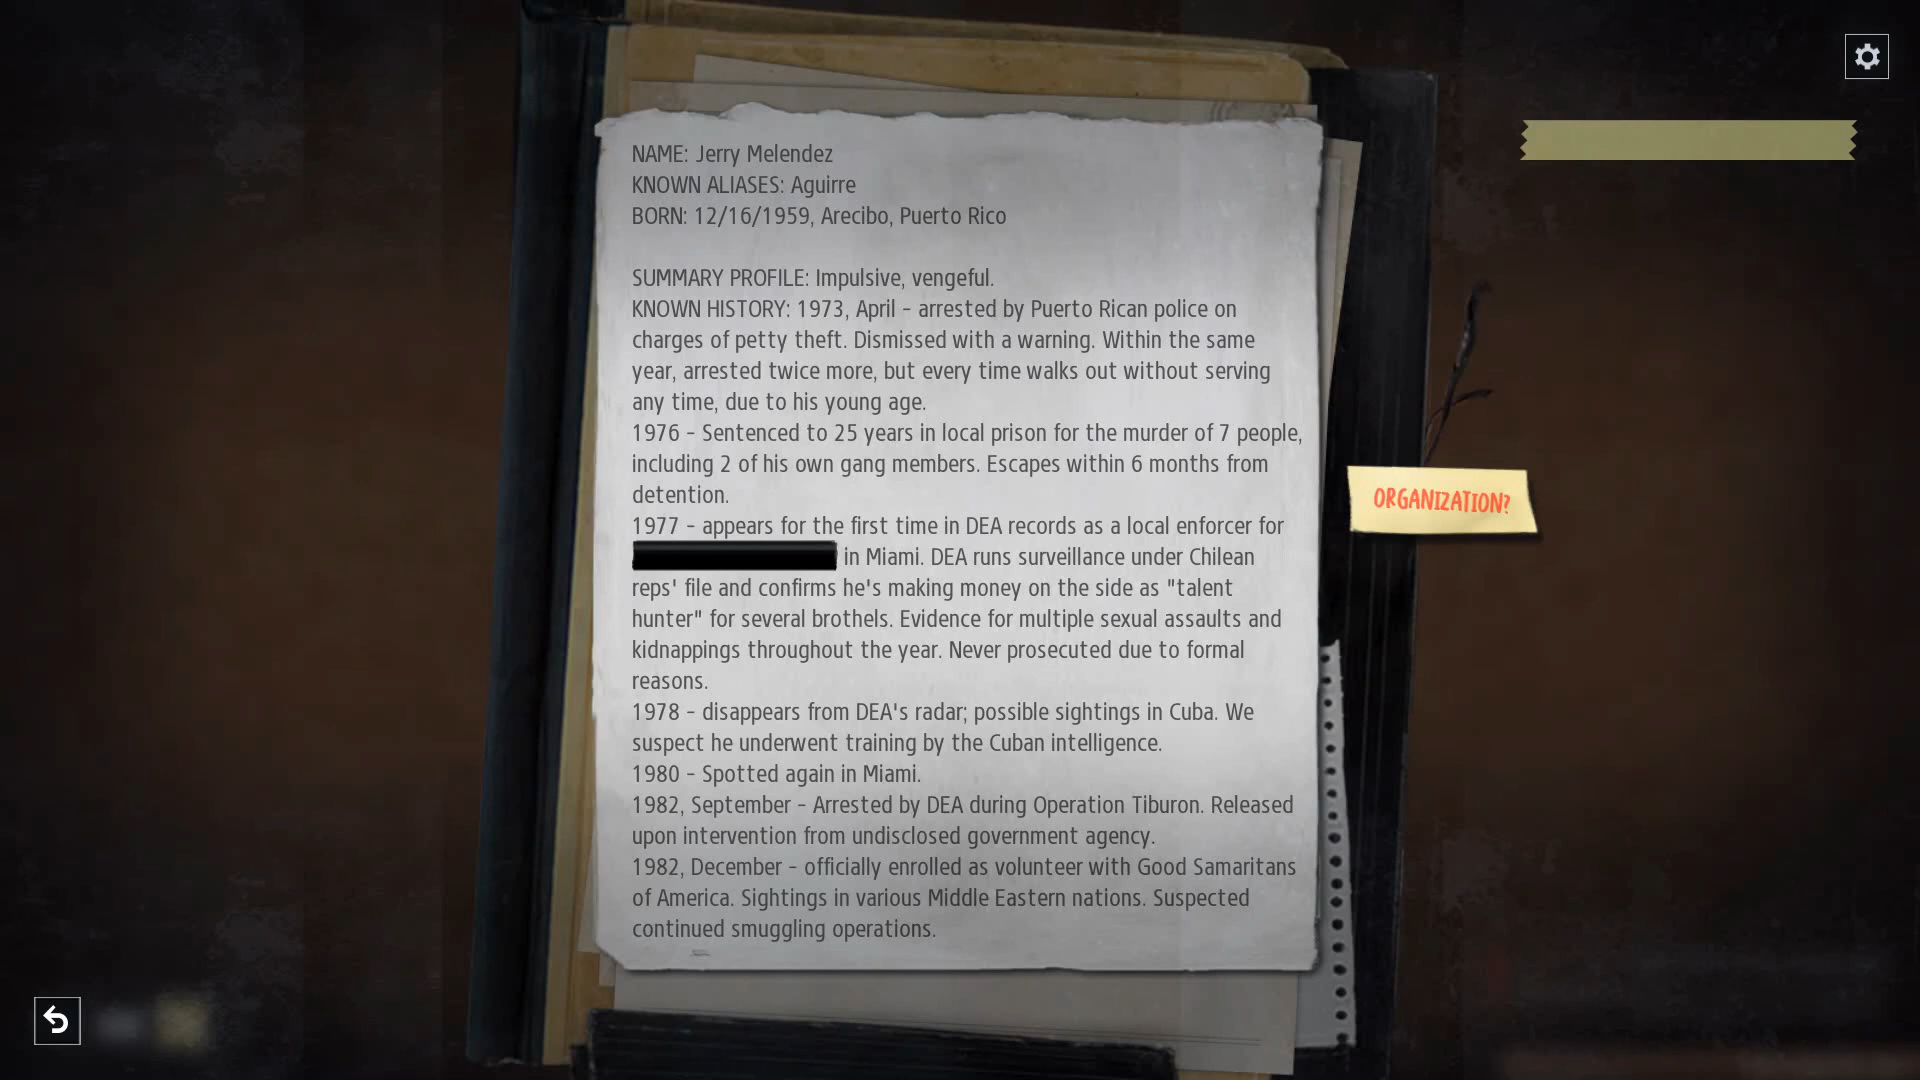 NAME: Jerry Melendez
KNOWN ALIASES: Aguirre
BORN: 12/16/1959, Arecibo, Puerto Rico
SUMMARY PROFILE: Impulsive, vengeful.
KNOWN HISTORY: 1973, April - arrested by Puerto Rican police on
charges of petty theft. Dismissed with a warning. Within the same
year, arrested twice more, but every time walks out without serving
any time, due to his young age.
1976 - Sentenced to 25 years in local prison for the murder of 7 people,
including 2 of his own gang members. Escapes within 6 months from
detention.
1977 - appears for the first time in DEA records as a local enforcer for
in Miami. DEA runs surveillance under Chilean
reps' file and confirms he's making money on the side as "talent
hunter" for several brothels. Evidence for multiple sexual assaults and
kidnappings throughout the year. Never prosecuted due to formal
reasons.
1978 - disappears from DEA's radar; possible sightings in Cuba. We
suspect he underwent training by the Cuban intelligence.
1980 - Spotted again in Miami.
1982, September - Arrested by DEA during Operation Tiburon. Released
upon intervention from undisclosed government agency.
1982, December - officially enrolled as volunteer with Good Samaritans
of America. Sightings in various Middle Eastern nations. Suspected
continued smuggling operations.
ORGANIZATION?